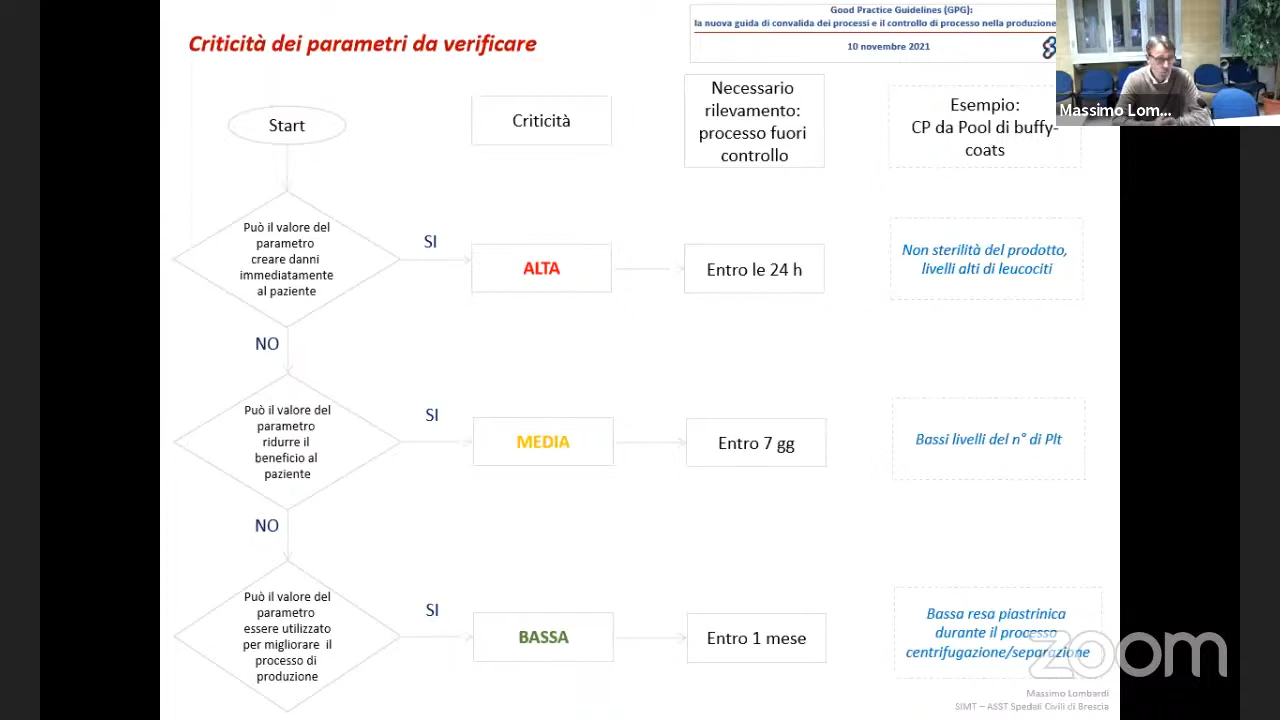 Criticità dei parametri da verificare
Good Practice Guidelines (GPG):
la nuova guida di convalida dei processi e il controllo di processo nella produzione
10 novembre 2021
Massimo Lom...
Start
Criticità
Necessario
rilevamento:
processo fuori
controllo
Esempio:
CP da Pool di buffy-
coats
Può il valore del
parametro
creare danni
immediatamente
al paziente
SI
ALTA
Entro le 24 h
Non sterilità del prodotto,
livelli alti di leucociti
NO
Può il valore del
parametro
ridurre il
beneficio al
paziente
SI
MEDIA
Entro 7 gg
Bassi livelli del n° di Plt
NO
Può il valore del
parametro
essere utilizzato
per migliorare il
processo di
produzione
SI
BASSA
Entro 1 mese
Bassa resa piastrinica
durante il processo
centrifugazione/separazione
zoom
Massimo Lombardi
SIMT – ASST Spedati Civili di Brescia